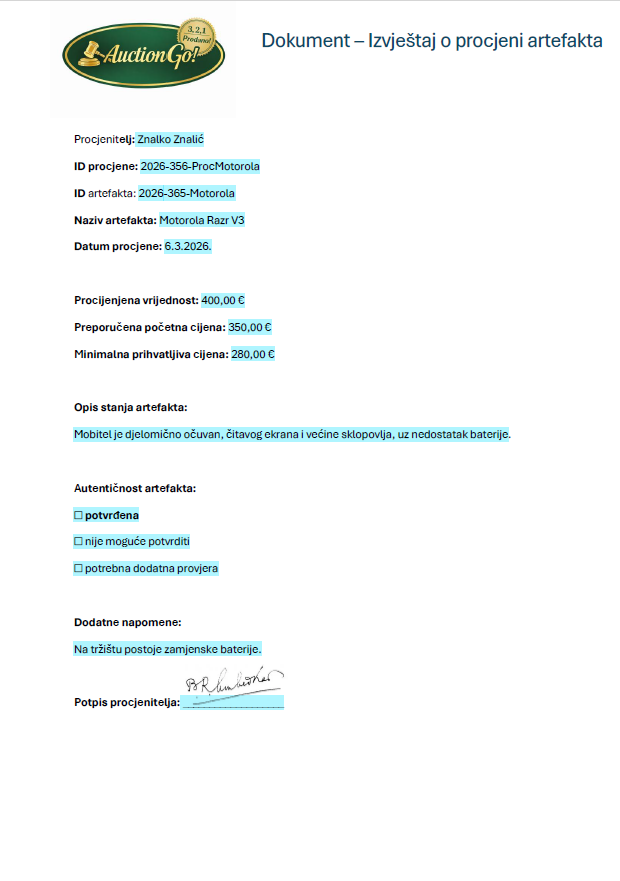 3,2,1
Prodano!
AuctionGo!
Dokument – Izvještaj o procjeni artefakta
Procjenitelj: Znalko Znalić
ID procjene: 2026-356-ProcMotorola
ID artefakta: 2026-365-Motorola
Naziv artefakta: Motorola Razr V3
Datum procjene: 6.3.2026.
Procijenjena vrijednost: 400,00 €
Preporučena početna cijena: 350,00 €
Minimalna prihvatljiva cijena: 280,00 €
Opis stanja artefakta:
Mobitel je djelomično očuvan, čitavog ekrana i većine sklopovlja, uz nedostatak baterije.
Autentičnost artefakta:
☐ potvrđena
☐ nije moguće potvrditi
☐ potrebna dodatna provjera
Dodatne napomene:
Na tržištu postoje zamjenske baterije.
Potpis procjenitelja: